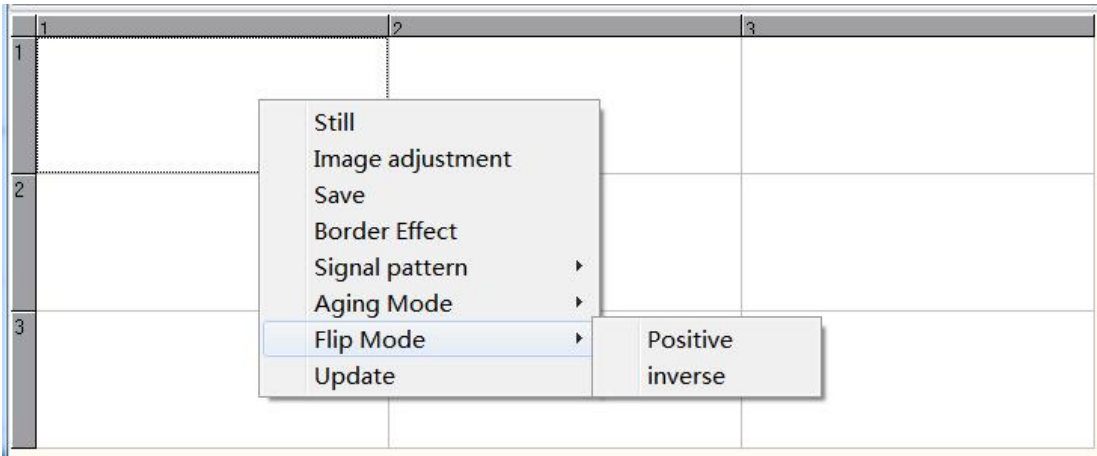 1 2 3
1
Still
Image adjustment
Save
2
Border Effect
Signal pattern
Aging Mode
3
Flip Mode
Positive
Update
inverse